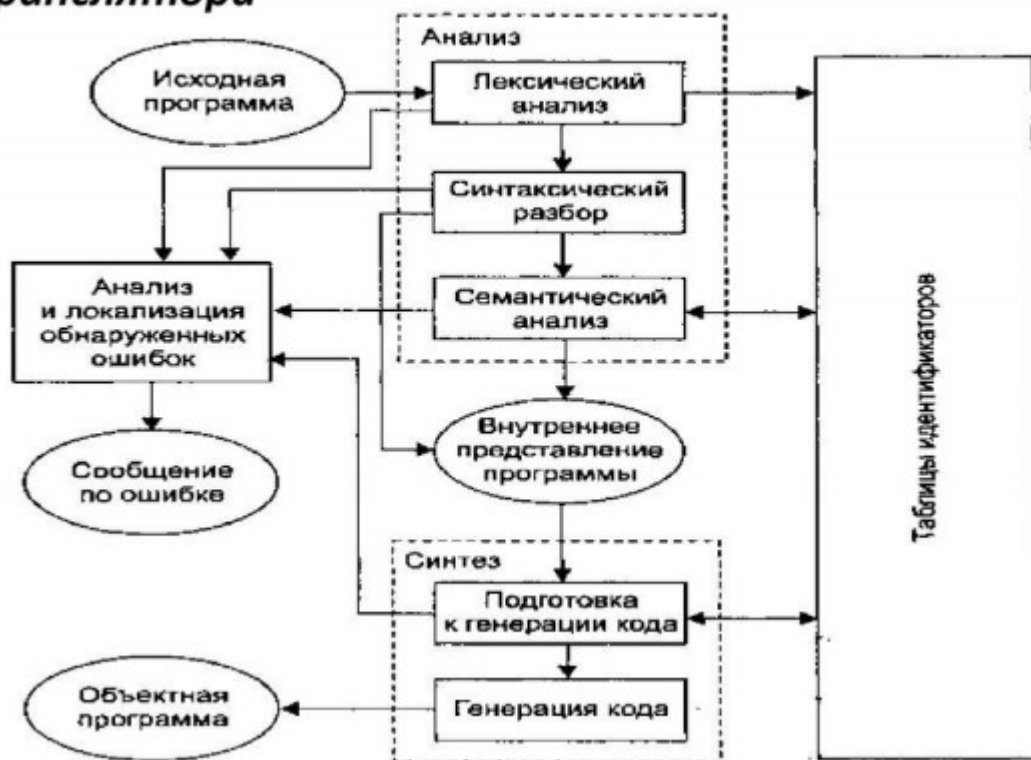 Анализ
Исходная
программа
Лексический
анализ
Синтаксический
разбор
Анализ
и локализация
обнаруженных
ошибок
Семантический
анализ
Таблицы идентификаторов
Внутреннее
представление
программы
Сообщение
по ошибке
Синтез
Подготовка
к генерации кода
Объектная
программа
Генерация кода